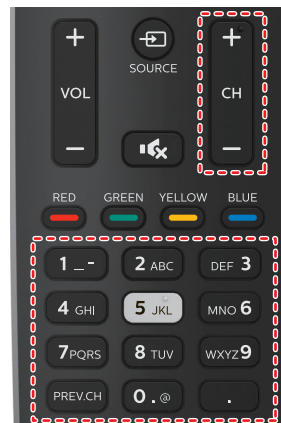 + +
SOURCE
VOL CH
– –
RED GREEN YELLOW BLUE
1 _- 2 ABC DEF 3
4 GHI 5 JKL MNO 6
7PQRS 8 TUV WXYZ9
PREV.CH 0.@ .